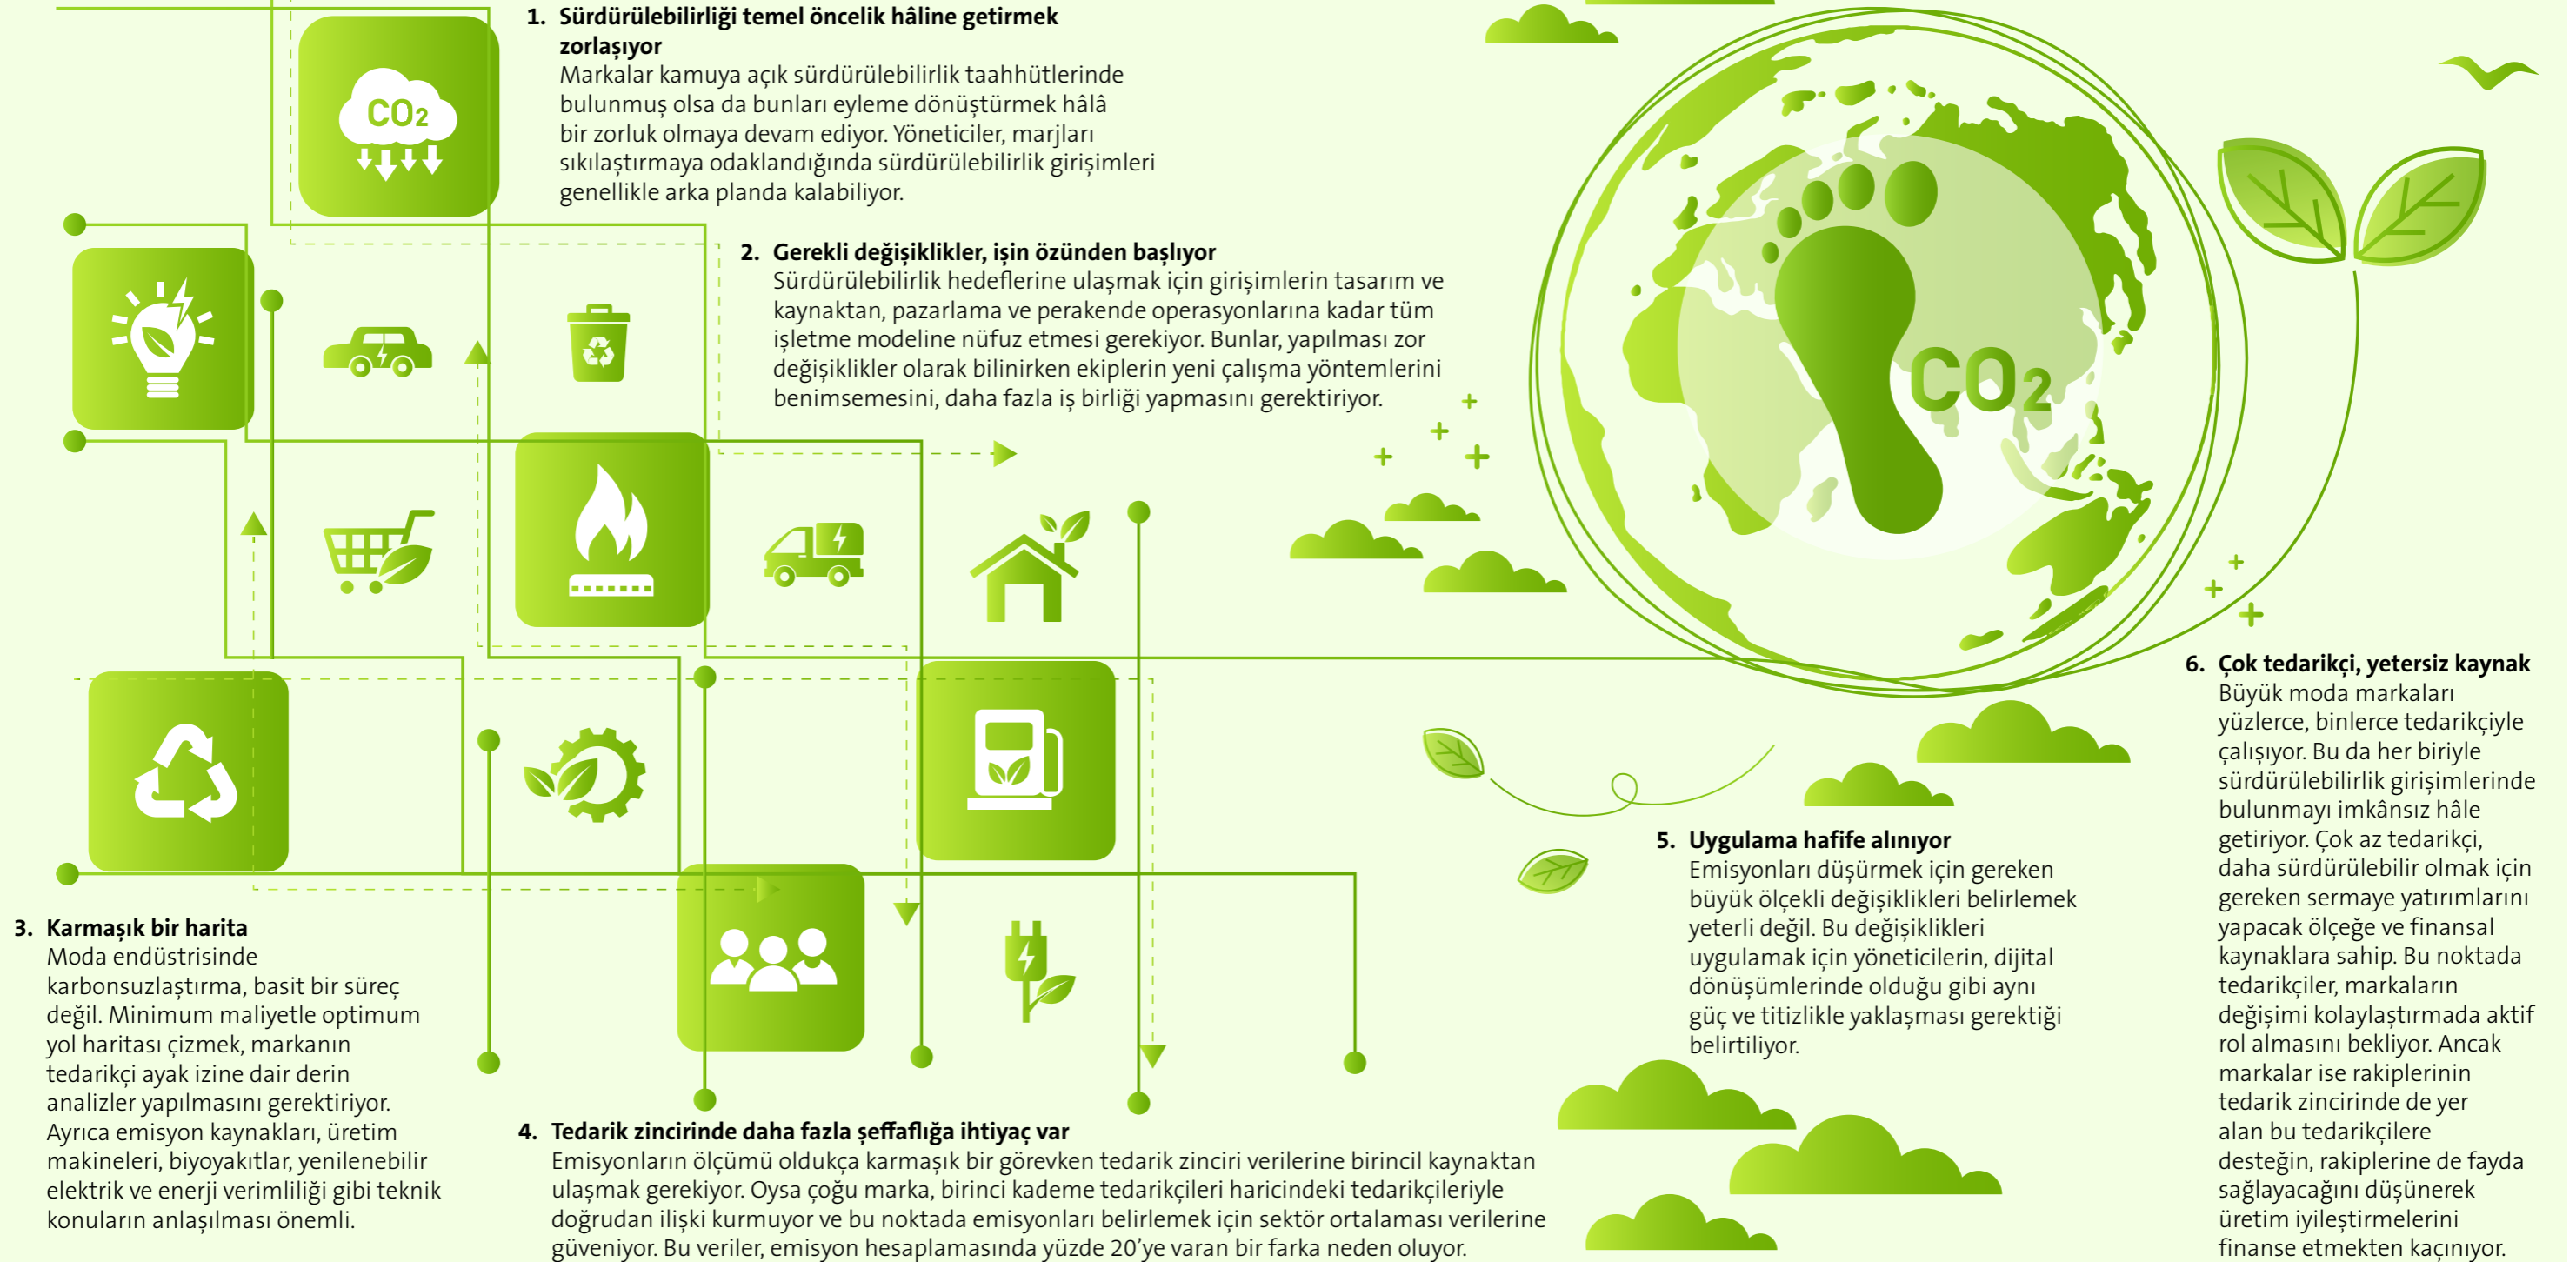 1. Sürdürülebilirliği temel öncelik hâline getirmek
zorlaşıyor
Markalar kamuya açık sürdürülebilirlik taahhütlerinde
bulunmuş olsa da bunları eyleme dönüştürmek hâlâ
bir zorluk olmaya devam ediyor. Yöneticiler, marjları
sıkılaştırmaya odaklandığında sürdürülebilirlik girişimleri
genellikle arka planda kalabiliyor.
CO2
2. Gerekli değişiklikler, işin özünden başlıyor
Sürdürülebilirlik hedeflerine ulaşmak için girişimlerin tasarım ve
kaynaktan, pazarlama ve perakende operasyonlarına kadar tüm
işletme modeline nüfuz etmesi gerekiyor. Bunlar, yapılması zor
değişiklikler olarak bilinirken ekiplerin yeni çalışma yöntemlerini
benimsemesini, daha fazla iş birliği yapmasını gerektiriyor.
CO2
3. Karmaşık bir harita
Moda endüstrisinde
karbonsuzlaştırma, basit bir süreç
değil. Minimum maliyetle optimum
yol haritası çizmek, markanın
tedarikçi ayak izine dair derin
analizler yapılmasını gerektiriyor.
Ayrıca emisyon kaynakları, üretim
makineleri, biyoyakıtlar, yenilenebilir
elektrik ve enerji verimliliği gibi teknik
konuların anlaşılması önemli.
4. Tedarik zincirinde daha fazla şeffaflığa ihtiyaç var
Emisyonların ölçümü oldukça karmaşık bir görevken tedarik zinciri verilerine birincil kaynaktan
ulaşmak gerekiyor. Oysa çoğu marka, birinci kademe tedarikçileri haricindeki tedarikçileriyle
doğrudan ilişki kurmuyor ve bu noktada emisyonları belirlemek için sektör ortalaması verilerine
güveniyor. Bu veriler, emisyon hesaplamasında yüzde 20’ye varan bir farka neden oluyor.
5. Uygulama hafife alınıyor
Emisyonları düşürmek için gereken
büyük ölçekli değişiklikleri belirlemek
yeterli değil. Bu değişiklikleri
uygulamak için yöneticilerin, dijital
dönüşümlerinde olduğu gibi aynı
güç ve titizlikle yaklaşması gerektiği
belirtiliyor.
6. Çok tedarikçi, yetersiz kaynak
Büyük moda markaları
yüzlerce, binlerce tedarikçiyle
çalışıyor. Bu da her biriyle
sürdürülebilirlik girişimlerinde
bulunmayı imkânsız hâle
getiriyor. Çok az tedarikçi,
daha sürdürülebilir olmak için
gereken sermaye yatırımlarını
yapacak ölçeğe ve finansal
kaynaklara sahip. Bu noktada
tedarikçiler, markaların
değişimi kolaylaştırmada aktif
rol almasını bekliyor. Ancak
markalar ise rakiplerinin
tedarik zincirinde de yer
alan bu tedarikçilere
desteğin, rakiplerine de fayda
sağlayacağını düşünerek
üretim iyileştirmelerini
finanse etmekten kaçınıyor.